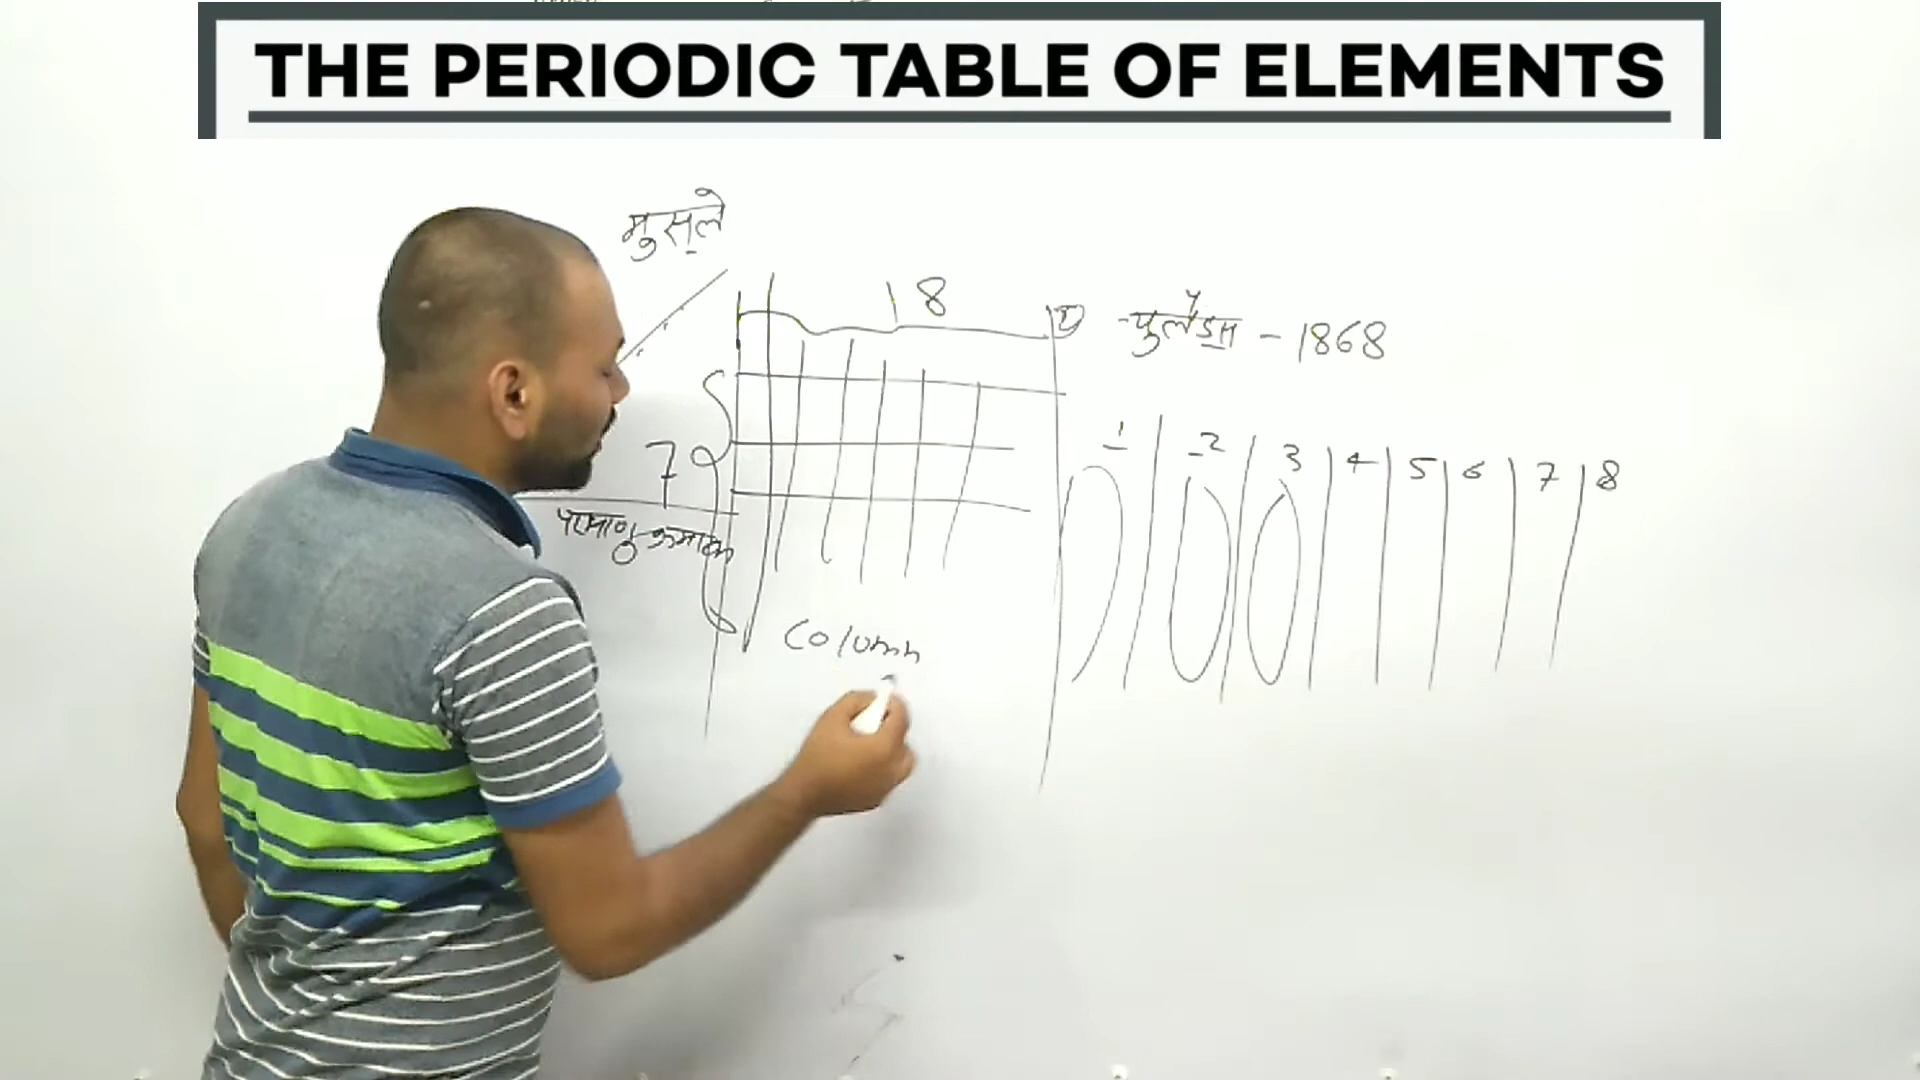 THE PERIODIC TABLE OF ELEMENTS
मुसले
18
न्युलैंड्स - 1868
1 2 3 4 5 6 7 8
7
परमाणु क्रमांक
Column